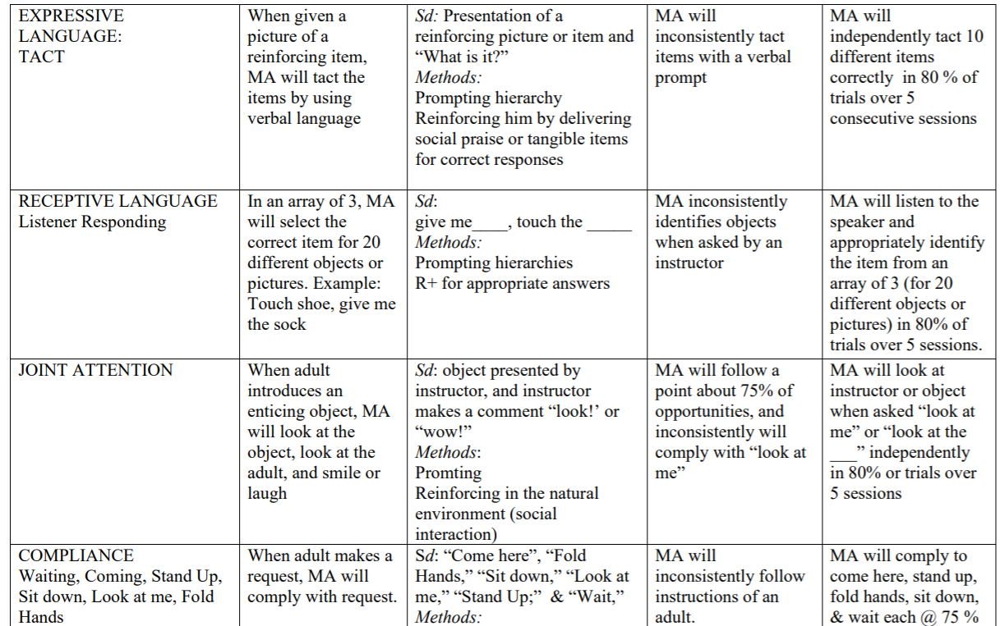 EXPRESSIVE
LANGUAGE:
TACT
When given a
picture of a
reinforcing item,
MA will tact the
items by using
verbal language
Sd: Presentation of a
reinforcing picture or item and
“What is it?”
Methods:
Prompting hierarchy
Reinforcing him by delivering
social praise or tangible items
for correct responses
MA will
inconsistently tact
items with a verbal
prompt
MA will
independently tact 10
different items
correctly in 80 % of
trials over 5
consecutive sessions
RECEPTIVE LANGUAGE
Listener Responding
In an array of 3, MA
will select the
correct item for 20
different objects or
pictures. Example:
Touch shoe, give me
the sock
Sd:
give me____, touch the _____
Methods:
Prompting hierarchies
R+ for appropriate answers
MA inconsistently
identifies objects
when asked by an
instructor
MA will listen to the
speaker and
appropriately identify
the item from an
array of 3 (for 20
different objects or
pictures) in 80% of
trials over 5 sessions.
JOINT ATTENTION
When adult
introduces an
enticing object, MA
will look at the
object, look at the
adult, and smile or
laugh
Sd: object presented by
instructor, and instructor
makes a comment “look!’ or
“wow!”
Methods:
Promting
Reinforcing in the natural
environment (social
interaction)
MA will follow a
point about 75% of
opportunities, and
inconsistently will
comply with “look at
me”
MA will look at
instructor or object
when asked “look at
me” or “look at the
___” independently
in 80% or trials over
5 sessions
COMPLIANCE
Waiting, Coming, Stand Up,
Sit down, Look at me, Fold
Hands
When adult makes a
request, MA will
comply with request.
Sd: “Come here”, “Fold
Hands,” “Sit down,” “Look at
me,” “Stand Up;” & “Wait,”
Methods:
MA will
inconsistently follow
instructions of an
adult.
MA will comply to
come here, stand up,
fold hands, sit down,
& wait each @ 75 %